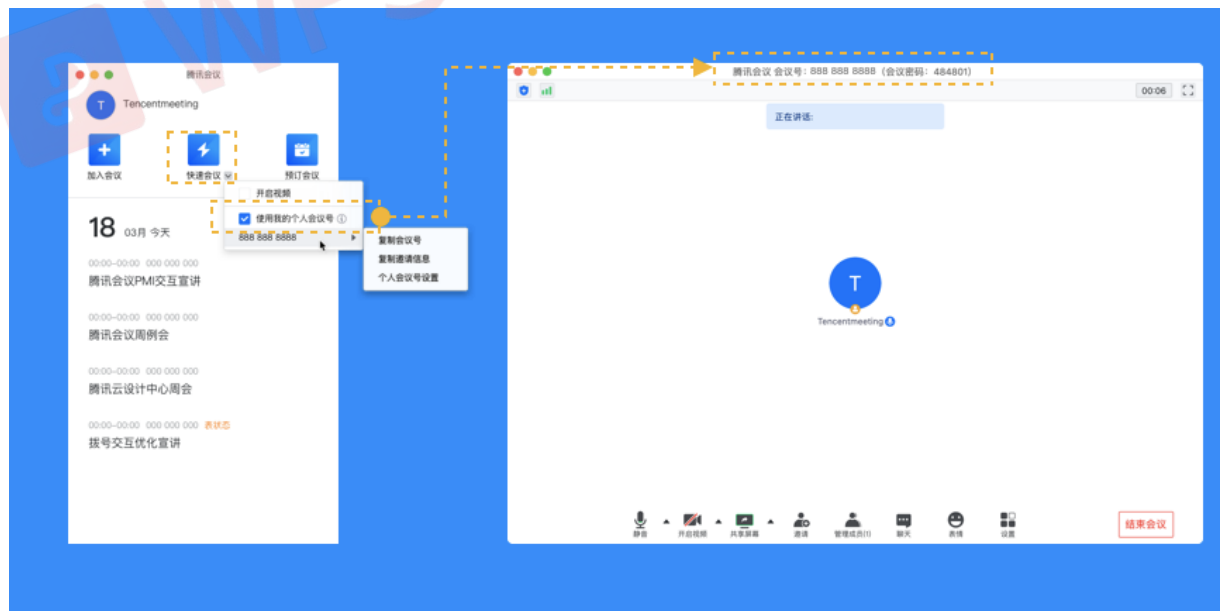 WPS
腾讯会议
T
Tencentmeeting
加入会议
快速会议
预订会议
开启视频
使用我的个人会议号
888 888 8888
复制会议号
复制邀请信息
个人会议号设置
18 03月 今天
00:00-00:00 000 000 000
腾讯会议PMI交互宣讲
00:00-00:00 000 000 000
腾讯会议周例会
00:00-00:00 000 000 000
腾讯云设计中心周会
00:00-00:00 000 000 000 表状态
拨号交互优化宣讲
腾讯会议 会议号：888 888 8888（会议密码：484801）
00:06
正在讲话:
T
Tencentmeeting
静音
开启视频
共享屏幕
邀请
管理成员(1)
聊天
表情
设置
结束会议